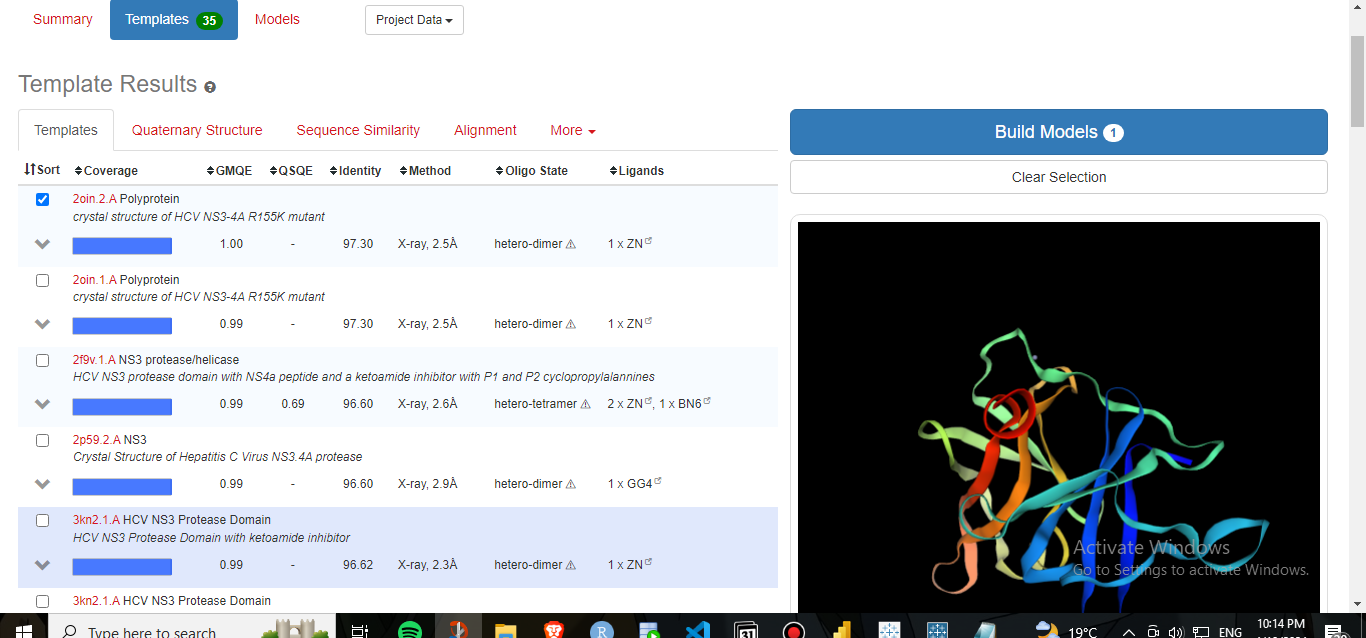 Summary Templates 35 Models Project Data
Template Results
Templates Quaternary Structure Sequence Similarity Alignment More
Build Models 1
Clear Selection
Sort Coverage GMQE QSQE Identity Method Oligo State Ligands
2oin.2.A Polyprotein
crystal structure of HCV NS3-4A R155K mutant
1.00 - 97.30 X-ray, 2.5Å hetero-dimer 1 x ZN
2oin.1.A Polyprotein
crystal structure of HCV NS3-4A R155K mutant
0.99 - 97.30 X-ray, 2.5Å hetero-dimer 1 x ZN
2f9v.1.A NS3 protease/helicase
HCV NS3 protease domain with NS4a peptide and a ketoamide inhibitor with P1 and P2 cyclopropylalannines
0.99 0.69 96.60 X-ray, 2.6Å hetero-tetramer 2 x ZN, 1 x BN6
2p59.2.A NS3
Crystal Structure of Hepatitis C Virus NS3.4A protease
0.99 - 96.60 X-ray, 2.9Å hetero-dimer 1 x GG4
3kn2.1.A HCV NS3 Protease Domain
HCV NS3 Protease Domain with ketoamide inhibitor
0.99 - 96.62 X-ray, 2.3Å hetero-dimer 1 x ZN
3kn2.1.A HCV NS3 Protease Domain
Activate Windows
Go to Settings to activate Windows.
Type here to search
19°C
ENG
10:14 PM